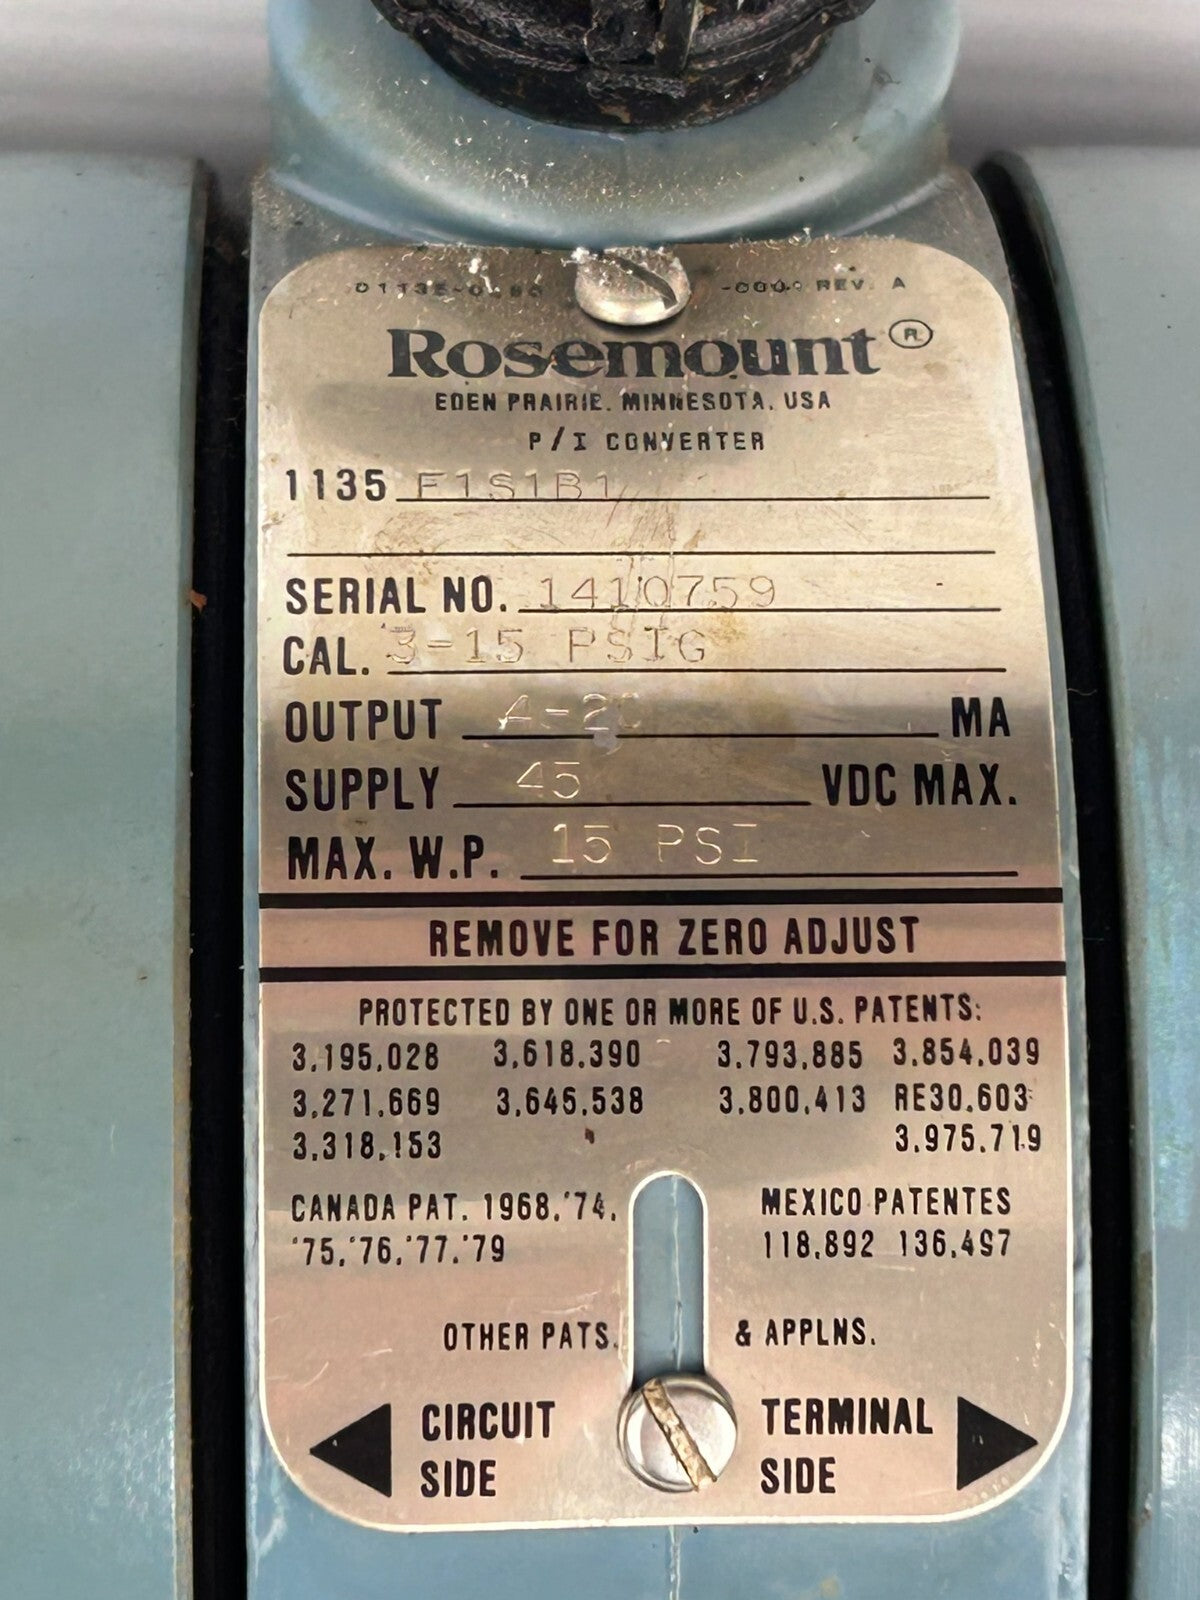 REV. A
Rosemount ®
EDEN PRAIRIE, MINNESOTA, USA
P/I CONVERTER
1135 F1S1B1
SERIAL NO. 1410759
CAL. 3-15 PSIG
OUTPUT 4-20 MA
SUPPLY 45 VDC MAX.
MAX. W.P. 15 PSI
REMOVE FOR ZERO ADJUST
PROTECTED BY ONE OR MORE OF U.S. PATENTS:
3,195,028 3,618,390 3,793,885 3,854,039
3,271,669 3,645,538 3,800,413 RE30,603
3,318,153 3,975,719
CANADA PAT. 1968,'74, MEXICO PATENTES
'75,'76,'77,'79 118,892 136,497
OTHER PATS. & APPLNS.
CIRCUIT TERMINAL
SIDE SIDE